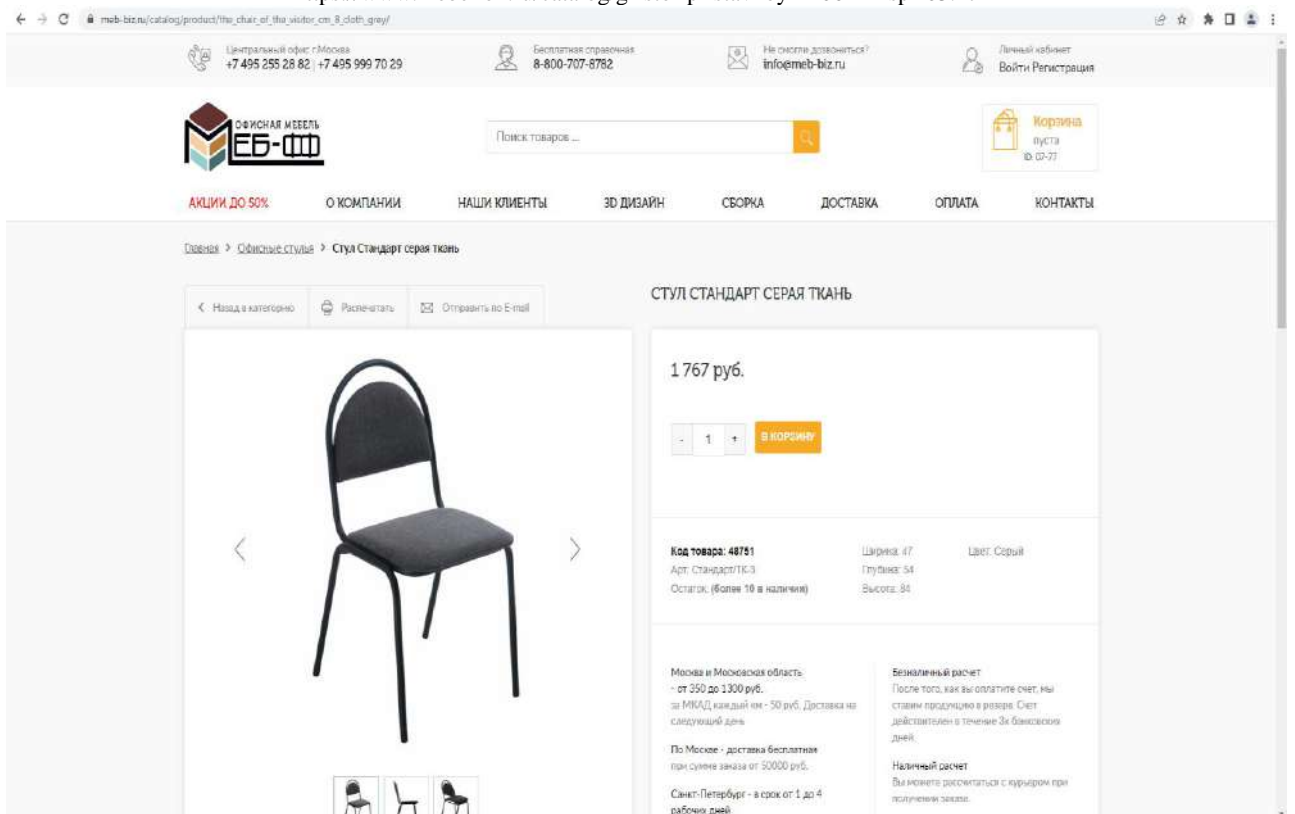 meb-biz.ru/catalog/product/the_chair_of_the_visitor_cm_8_cloth_grey/
Центральный офис г.Москва
+7 495 255 28 82 | +7 495 999 70 29
Бесплатная справочная
8-800-707-8782
Не смогли дозвониться?
info@meb-biz.ru
Личный кабинет
Войти Регистрация
ОФИСНАЯ МЕБЕЛЬ
МЕБ-ФФ
Поиск товаров ...
Корзина
пуста
ID: 07-77
АКЦИИ ДО 50% О КОМПАНИИ НАШИ КЛИЕНТЫ 3D ДИЗАЙН СБОРКА ДОСТАВКА ОПЛАТА КОНТАКТЫ
Главная > Офисные стулья > Стул Стандарт серая ткань
Назад в категорию Распечатать Отправить по E-mail
СТУЛ СТАНДАРТ СЕРАЯ ТКАНЬ
1 767 руб.
- 1 + В КОРЗИНУ
Код товара: 48751 Ширина: 47 Цвет: Серый
Арт.: Стандарт/ТК-3 Глубина: 54
Остаток: (более 10 в наличии) Высота: 84
Москва и Московская область
- от 350 до 1300 руб.
за МКАД каждый км - 50 руб. Доставка на
следующий день
По Москве - доставка бесплатная
при сумме заказа от 50000 руб.
Санкт-Петербург - в срок от 1 до 4
рабочих дней
Безналичный расчет
После того, как вы оплатите счет, мы
ставим продукцию в резерв. Счет
действителен в течение 3х банковских
дней.
Наличный расчет
Вы можете рассчитаться с курьером при
получении заказа.